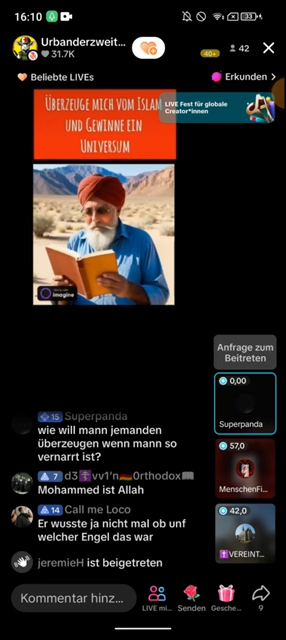 16:10
33
Urbanderzweit...
31.7K
40+
42
Beliebte LIVEs
Erkunden >
LIVE Fest für globale
Creator*innen
ÜBERZEUGE MICH VOM ISLAM
UND GEWINNE EIN
UNIVERSUM
Imagine
Anfrage zum
Beitreten
0,00
Superpanda
57,0
MenschenFi...
42,0
VEREINT...
15 Superpanda
wie will mann jemanden
überzeugen wenn mann so
vernarrt ist?
7 d3☦️vv1'n🇩🇪Orthodox📖
Mohammed ist Allah
14 Call me Loco
Er wusste ja nicht mal ob unf
welcher Engel das war
jeremieH ist beigetreten
Kommentar hinz...
LIVE mi...
Senden
Gesche...
9